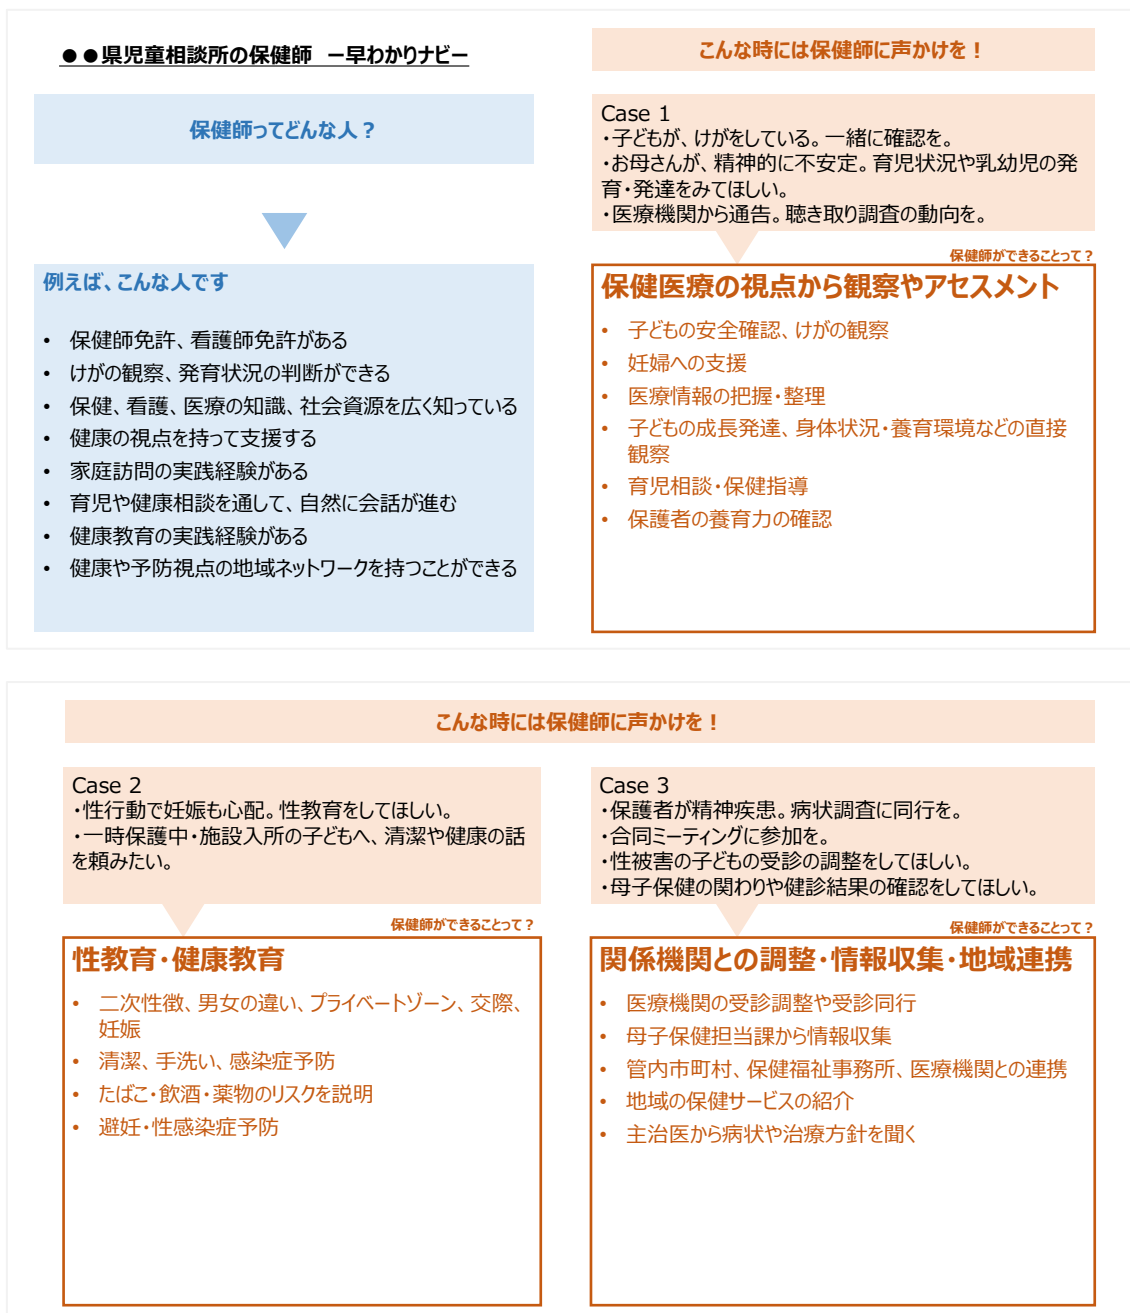 ●●県児童相談所の保健師　ー早わかりナビー
保健師ってどんな人？
例えば、こんな人です
• 保健師免許、看護師免許がある
• けがの観察、発育状況の判断ができる
• 保健、看護、医療の知識、社会資源を広く知っている
• 健康の視点を持って支援する
• 家庭訪問の実践経験がある
• 育児や健康相談を通して、自然に会話が進む
• 健康教育の実践経験がある
• 健康や予防視点の地域ネットワークを持つことができる
こんな時には保健師に声かけを！
Case 1
・子どもが、けがをしている。一緒に確認を。
・お母さんが、精神的に不安定。育児状況や乳幼児の発
育・発達をみてほしい。
・医療機関から通告。聴き取り調査の動向を。
保健師ができることって？
保健医療の視点から観察やアセスメント
• 子どもの安全確認、けがの観察
• 妊婦への支援
• 医療情報の把握・整理
• 子どもの成長発達、身体状況・養育環境などの直接
観察
• 育児相談・保健指導
• 保護者の養育力の確認
こんな時には保健師に声かけを！
Case 2
・性行動で妊娠も心配。性教育をしてほしい。
・一時保護中・施設入所の子どもへ、清潔や健康の話
を頼みたい。
保健師ができることって？
性教育・健康教育
• 二次性徴、男女の違い、プライベートゾーン、交際、
妊娠
• 清潔、手洗い、感染症予防
• たばこ・飲酒・薬物のリスクを説明
• 避妊・性感染症予防
Case 3
・保護者が精神疾患。病状調査に同行を。
・合同ミーティングに参加を。
・性被害の子どもの受診の調整をしてほしい。
・母子保健の関わりや健診結果の確認をしてほしい。
保健師ができることって？
関係機関との調整・情報収集・地域連携
• 医療機関の受診調整や受診同行
• 母子保健担当課から情報収集
• 管内市町村、保健福祉事務所、医療機関との連携
• 地域の保健サービスの紹介
• 主治医から病状や治療方針を聞く